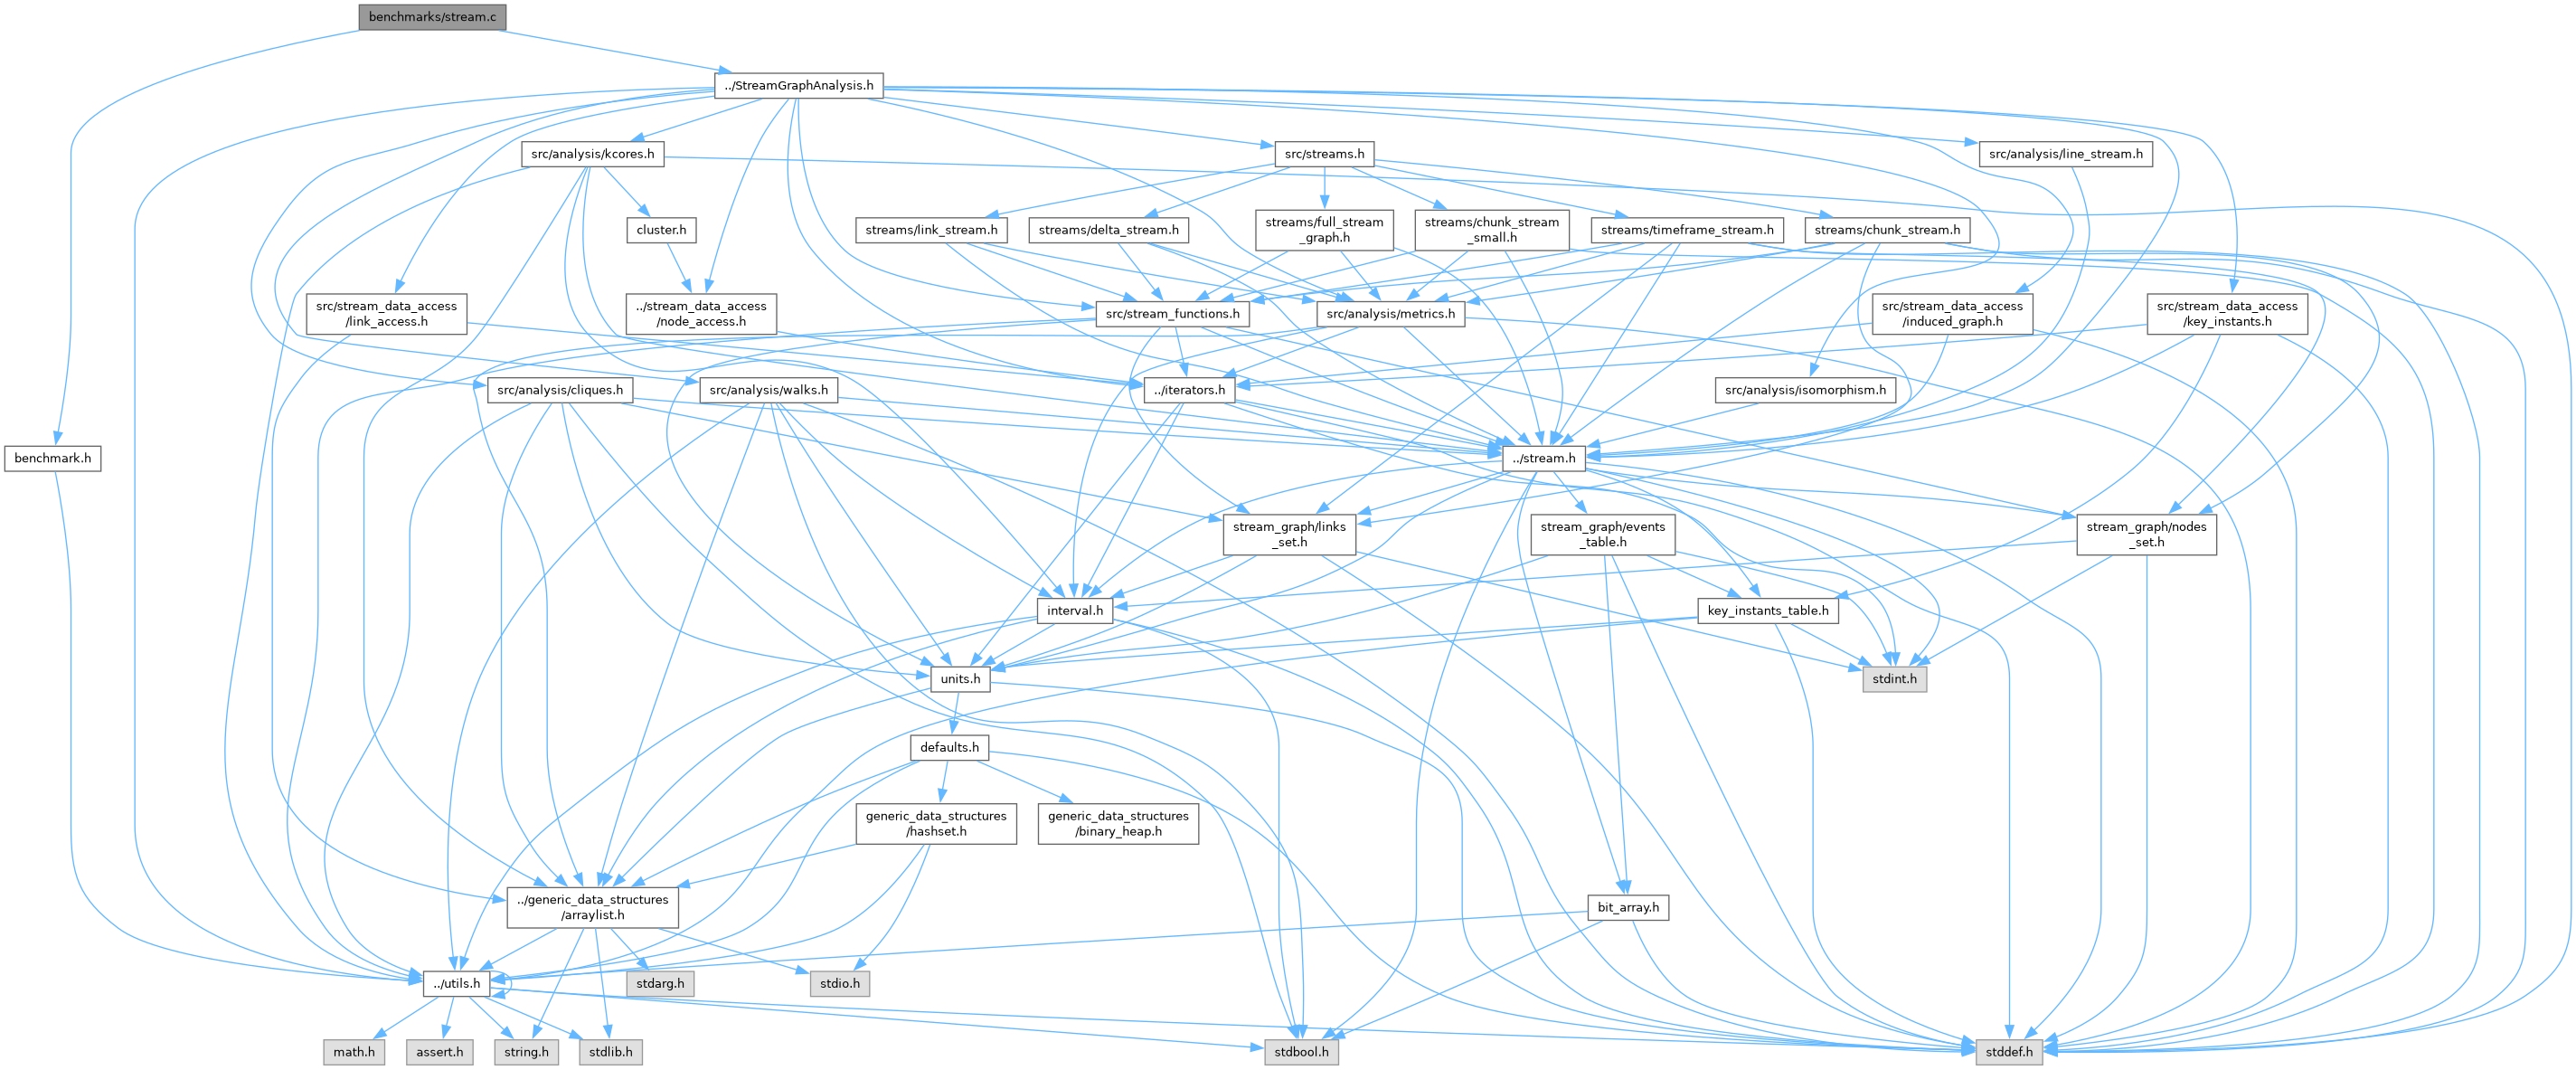 benchmarks/stream.c
../StreamGraphAnalysis.h
src/analysis/kcores.h
src/streams.h
src/analysis/line_stream.h
cluster.h
streams/link_stream.h
streams/delta_stream.h
streams/full_stream
_graph.h
streams/chunk_stream
_small.h
streams/timeframe_stream.h
streams/chunk_stream.h
src/stream_data_access
/link_access.h
../stream_data_access
/node_access.h
src/stream_functions.h
src/analysis/metrics.h
src/stream_data_access
/induced_graph.h
src/stream_data_access
/key_instants.h
src/analysis/cliques.h
src/analysis/walks.h
../iterators.h
src/analysis/isomorphism.h
benchmark.h
../stream.h
stream_graph/links
_set.h
stream_graph/events
_table.h
stream_graph/nodes
_set.h
interval.h
key_instants_table.h
units.h
stdint.h
defaults.h
generic_data_structures
/hashset.h
generic_data_structures
/binary_heap.h
../generic_data_structures
/arraylist.h
bit_array.h
../utils.h
stdarg.h
stdio.h
math.h
assert.h
string.h
stdlib.h
stdbool.h
stddef.h